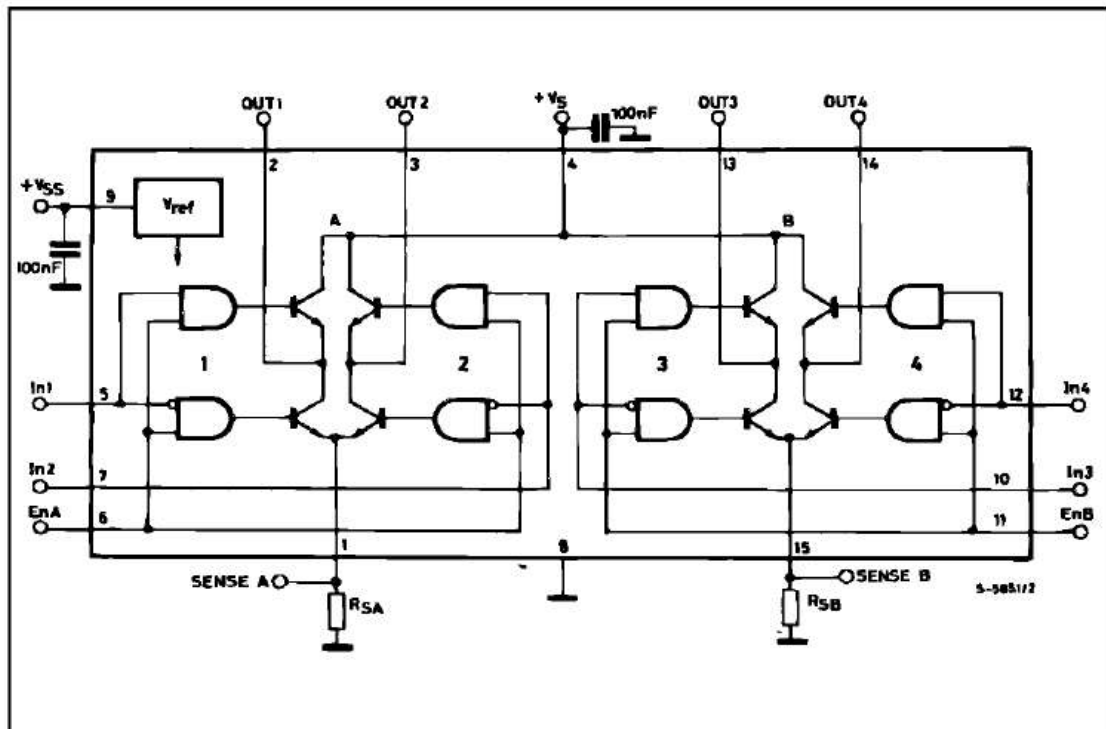 OUT1 OUT2 +VS 100nF OUT3 OUT4
2 3 4 13 14
+VSS 9 Vref
A B
100nF
1 2 3 4
In1 5 12 In4
In2 7 10 In3
EnA 6 11 EnB
1 8 15
SENSE A SENSE B
RSA RSB
S-5851/2